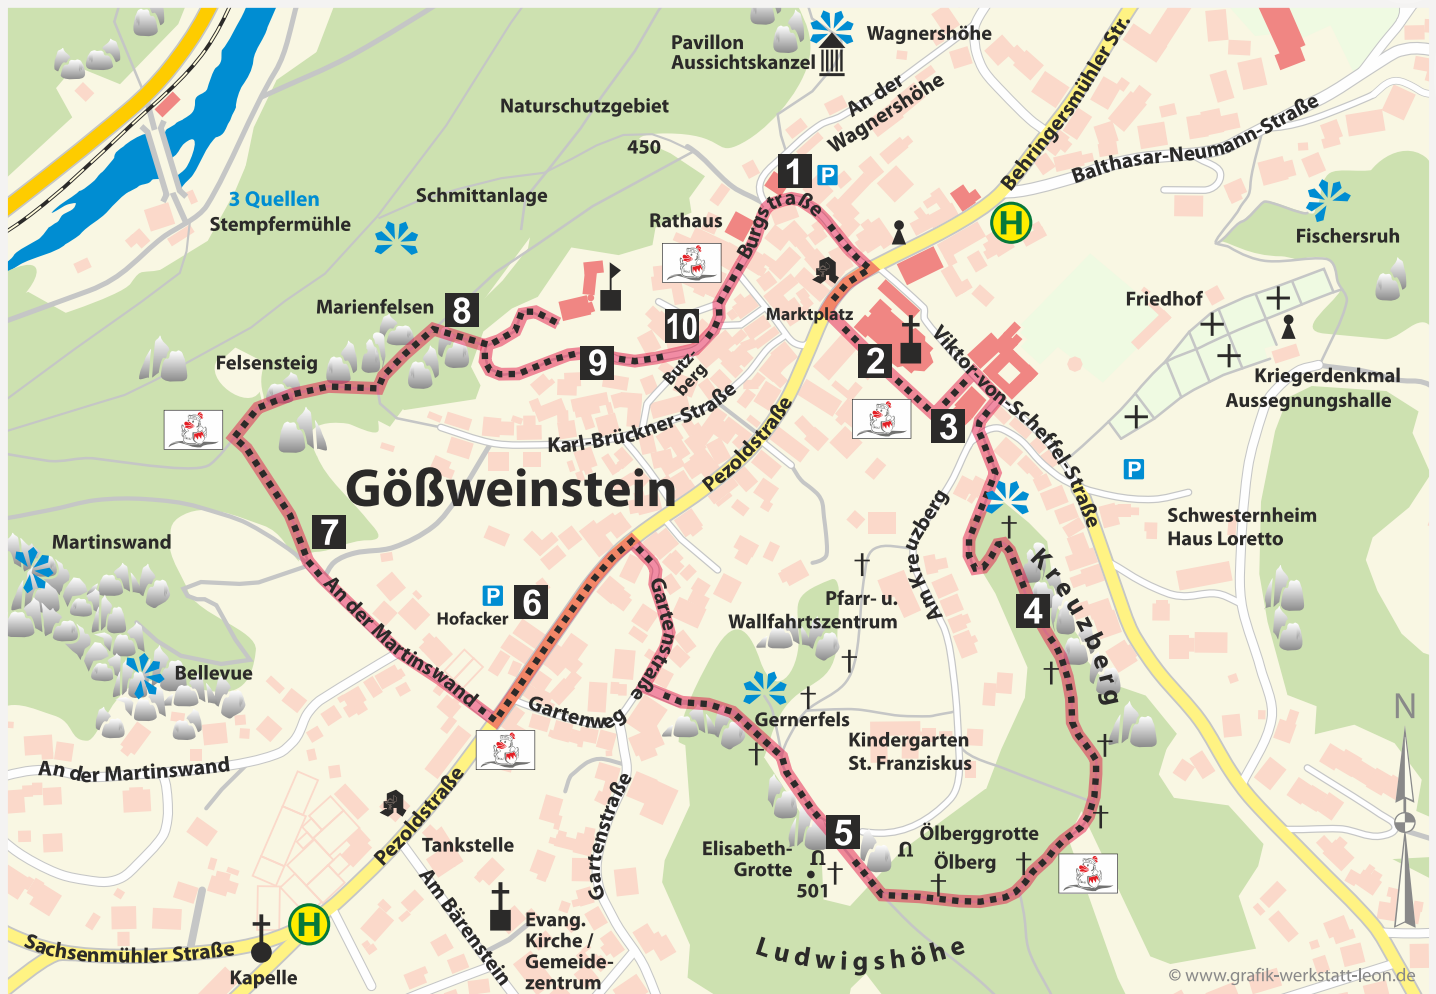 Pavillon
Aussichtskanzel
Wagnershöhe
An der
Wagnershöhe
Behringersmühler Str.
Balthasar-Neumann-Straße
Naturschutzgebiet
450
3 Quellen
Stempfermühle
Schmittanlage
1
P
Rathaus
Burgstraße
H
Fischersruh
Marienfelsen
8
10
9
Marktplatz
2
Friedhof
Felsensteig
Butz-
berg
Viktor-von-Scheffel-Straße
Kriegerdenkmal
Aussegnungshalle
Karl-Brückner-Straße
3
Pezoldstraße
P
Gößweinstein
Schwesternheim
Haus Loretto
7
Martinswand
Am Kreuzberg
Kreuzberg
P
Hofacker
6
An der Martinswand
Gartenstraße
Pfarr- u.
Wallfahrtszentrum
4
Bellevue
Gartenweg
Gernerfels
Kindergarten
St. Franziskus
N
An der Martinswand
Pezoldstraße
Gartenstraße
Tankstelle
5
Ölberggrotte
Ölberg
Elisabeth-
Grotte
501
Am Bärenstein
H
Evang.
Kirche /
Gemeide-
zentrum
Sachsenmühler Straße
Kapelle
Ludwigshöhe
© www.grafik-werkstatt-leon.de